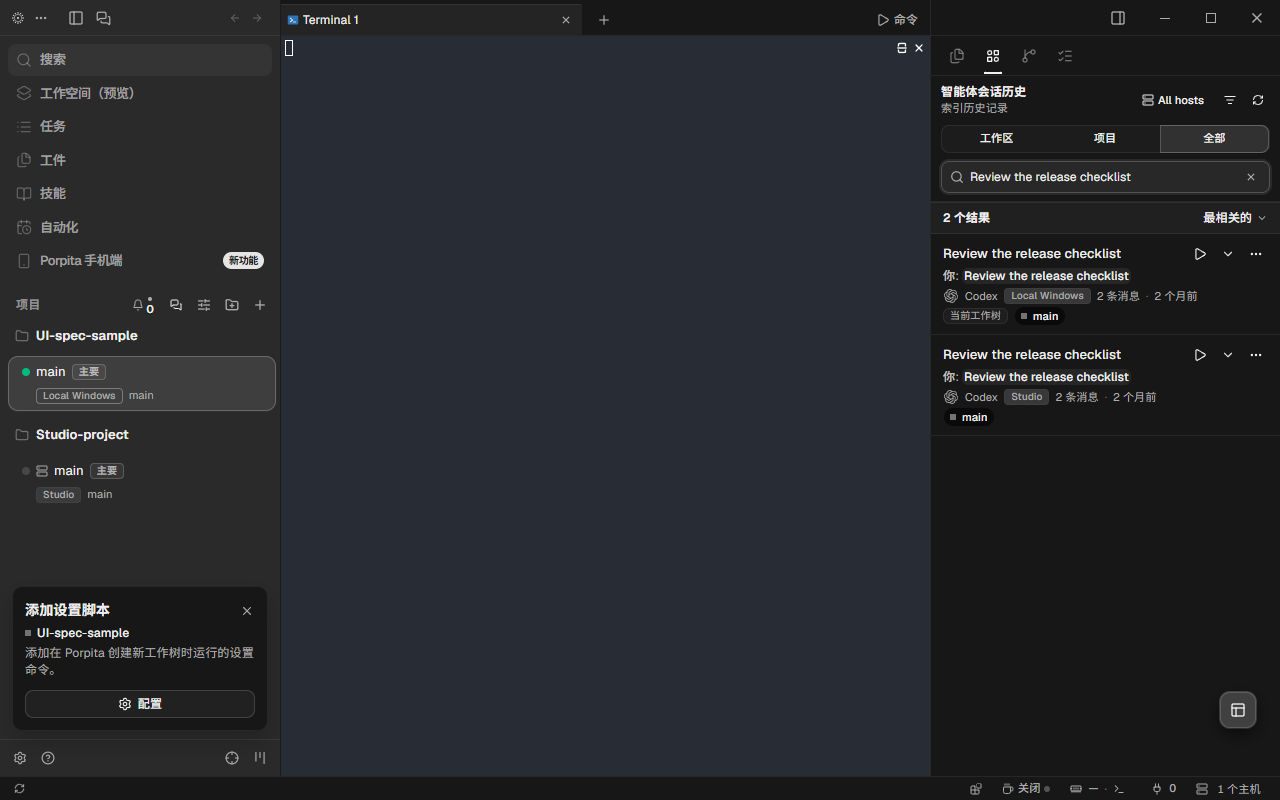 Terminal 1
命令
搜索
工作空间（预览）
任务
工件
技能
自动化
Porpita 手机端
新功能
项目
0
UI-spec-sample
main 主要
Local Windows main
Studio-project
main 主要
Studio main
添加设置脚本
UI-spec-sample
添加在 Porpita 创建新工作树时运行的设置
命令。
配置
智能体会话历史
索引历史记录
All hosts
工作区 项目 全部
Review the release checklist
2 个结果
最相关的
Review the release checklist
你: Review the release checklist
Codex Local Windows 2 条消息 · 2 个月前
当前工作树 main
Review the release checklist
你: Review the release checklist
Codex Studio 2 条消息 · 2 个月前
main
关闭
0
1 个主机